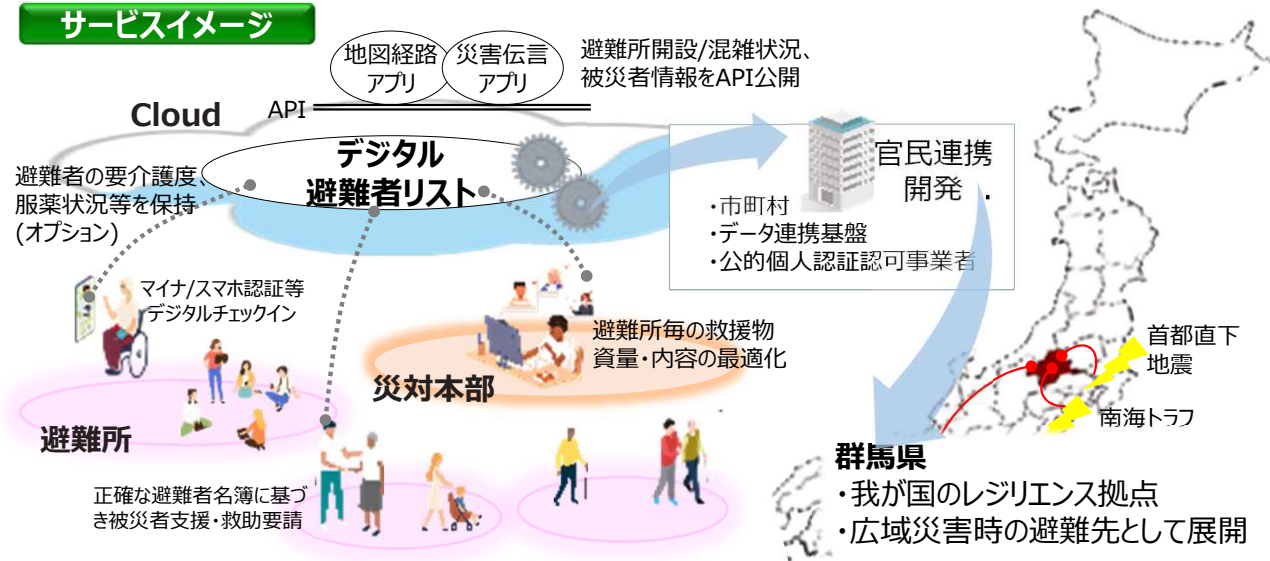 サービスイメージ
地図経路
アプリ
災害伝言
アプリ
避難所開設/混雑状況、
被災者情報をAPI公開
Cloud
API
デジタル
避難者リスト
避難者の要介護度、
服薬状況等を保持
(オプション)
官民連携
開発
・市町村
・データ連携基盤
・公的個人認証認可事業者
マイナ/スマホ認証等
デジタルチェックイン
避難所毎の救援物
資量・内容の最適化
災対本部
避難所
正確な避難者名簿に基づ
き被災者支援・救助要請
首都直下
地震
南海トラフ
群馬県
・我が国のレジリエンス拠点
・広域災害時の避難先として展開